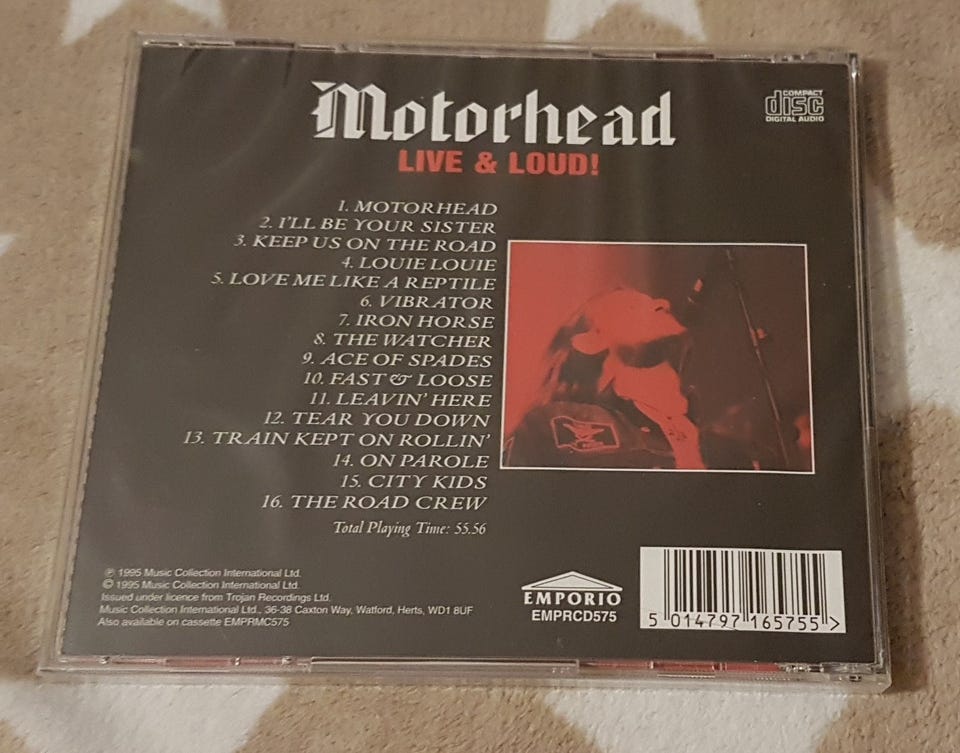 Motorhead
LIVE & LOUD!
COMPACT
disc
DIGITAL AUDIO
1. MOTORHEAD
2. I'LL BE YOUR SISTER
3. KEEP US ON THE ROAD
4. LOUIE LOUIE
5. LOVE ME LIKE A REPTILE
6. VIBRATOR
7. IRON HORSE
8. THE WATCHER
9. ACE OF SPADES
10. FAST & LOOSE
11. LEAVIN' HERE
12. TEAR YOU DOWN
13. TRAIN KEPT ON ROLLIN'
14. ON PAROLE
15. CITY KIDS
16. THE ROAD CREW
Total Playing Time: 55.56
℗ 1995 Music Collection International Ltd.
© 1995 Music Collection International Ltd.
Issued under licence from Trojan Recordings Ltd.
Music Collection International Ltd., 36-38 Caxton Way, Watford, Herts, WD1 8UF
Also available on cassette EMPRMC575
EMPORIO
EMPRCD575
5 014797 165755 >